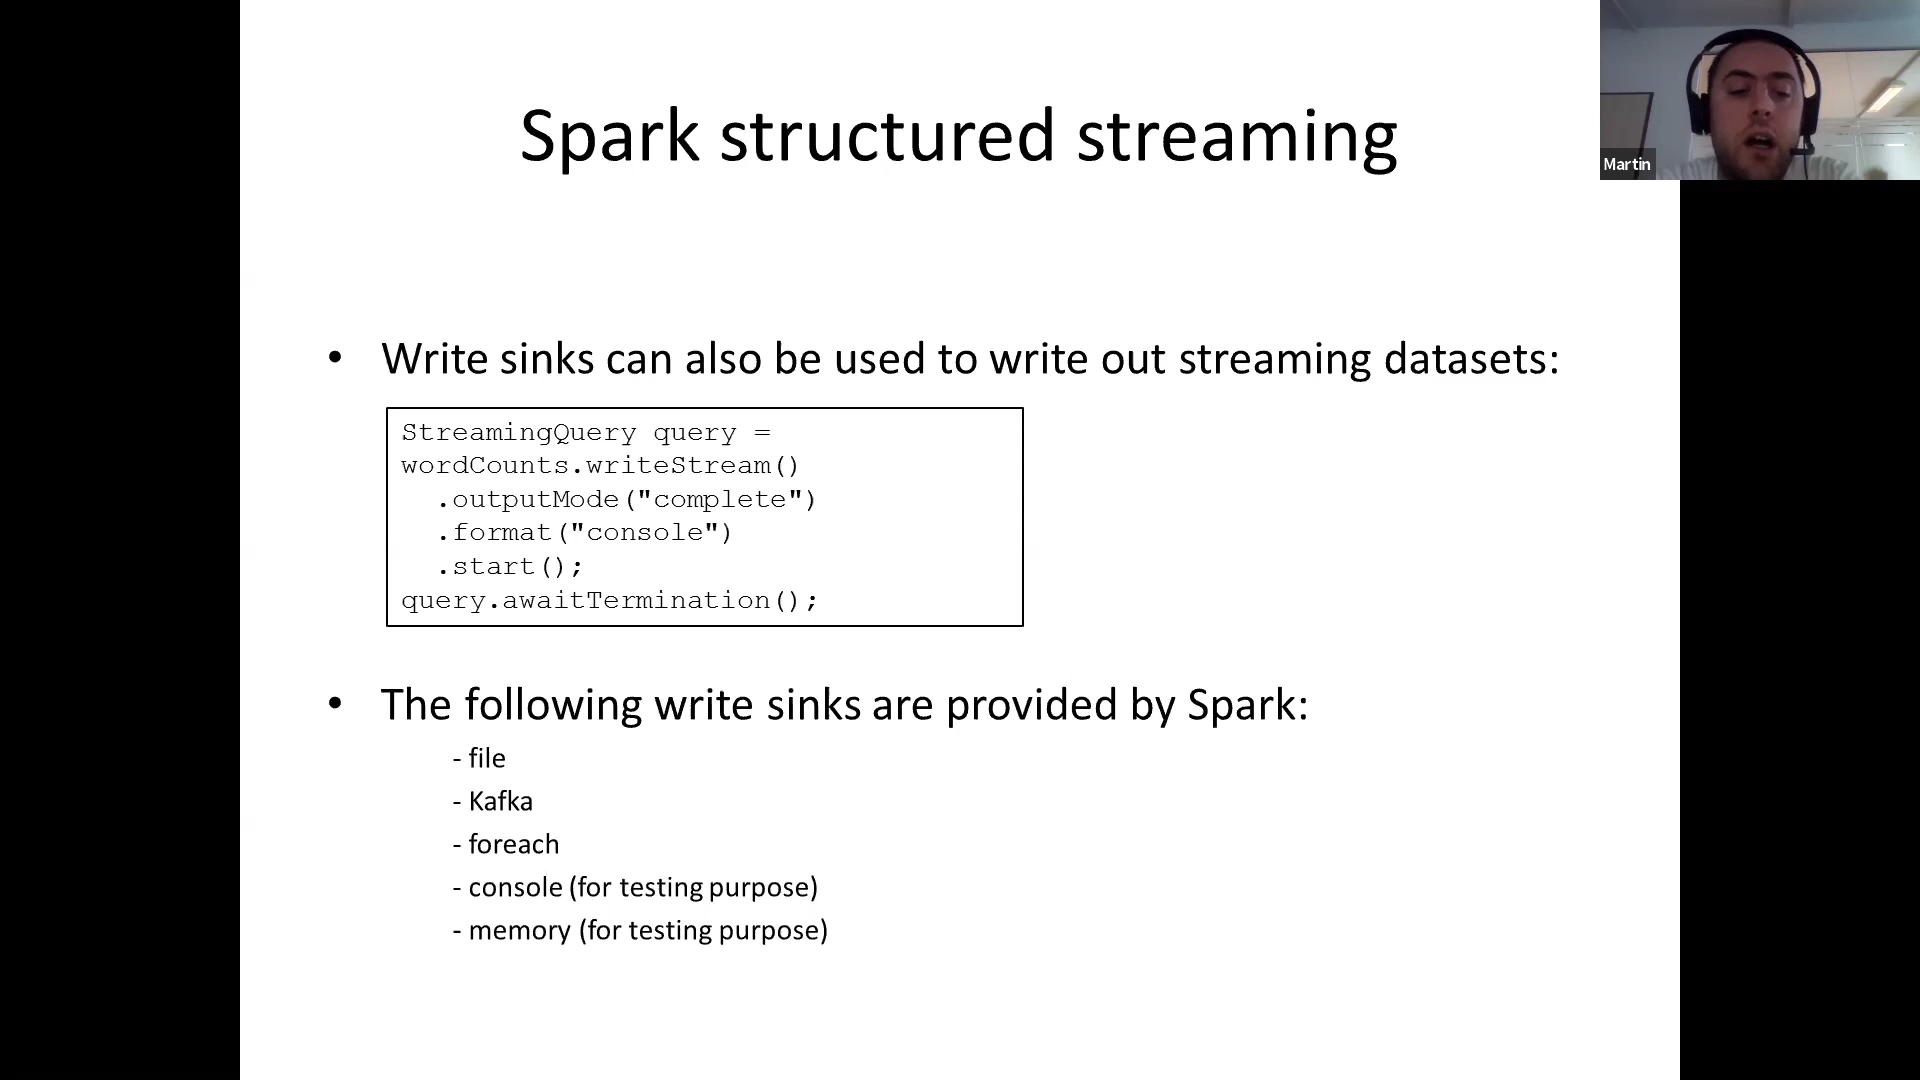 Spark structured streaming
Martin
• Write sinks can also be used to write out streaming datasets:
StreamingQuery query =
wordCounts.writeStream()
.outputMode("complete")
.format("console")
.start();
query.awaitTermination();
• The following write sinks are provided by Spark:
- file
- Kafka
- foreach
- console (for testing purpose)
- memory (for testing purpose)